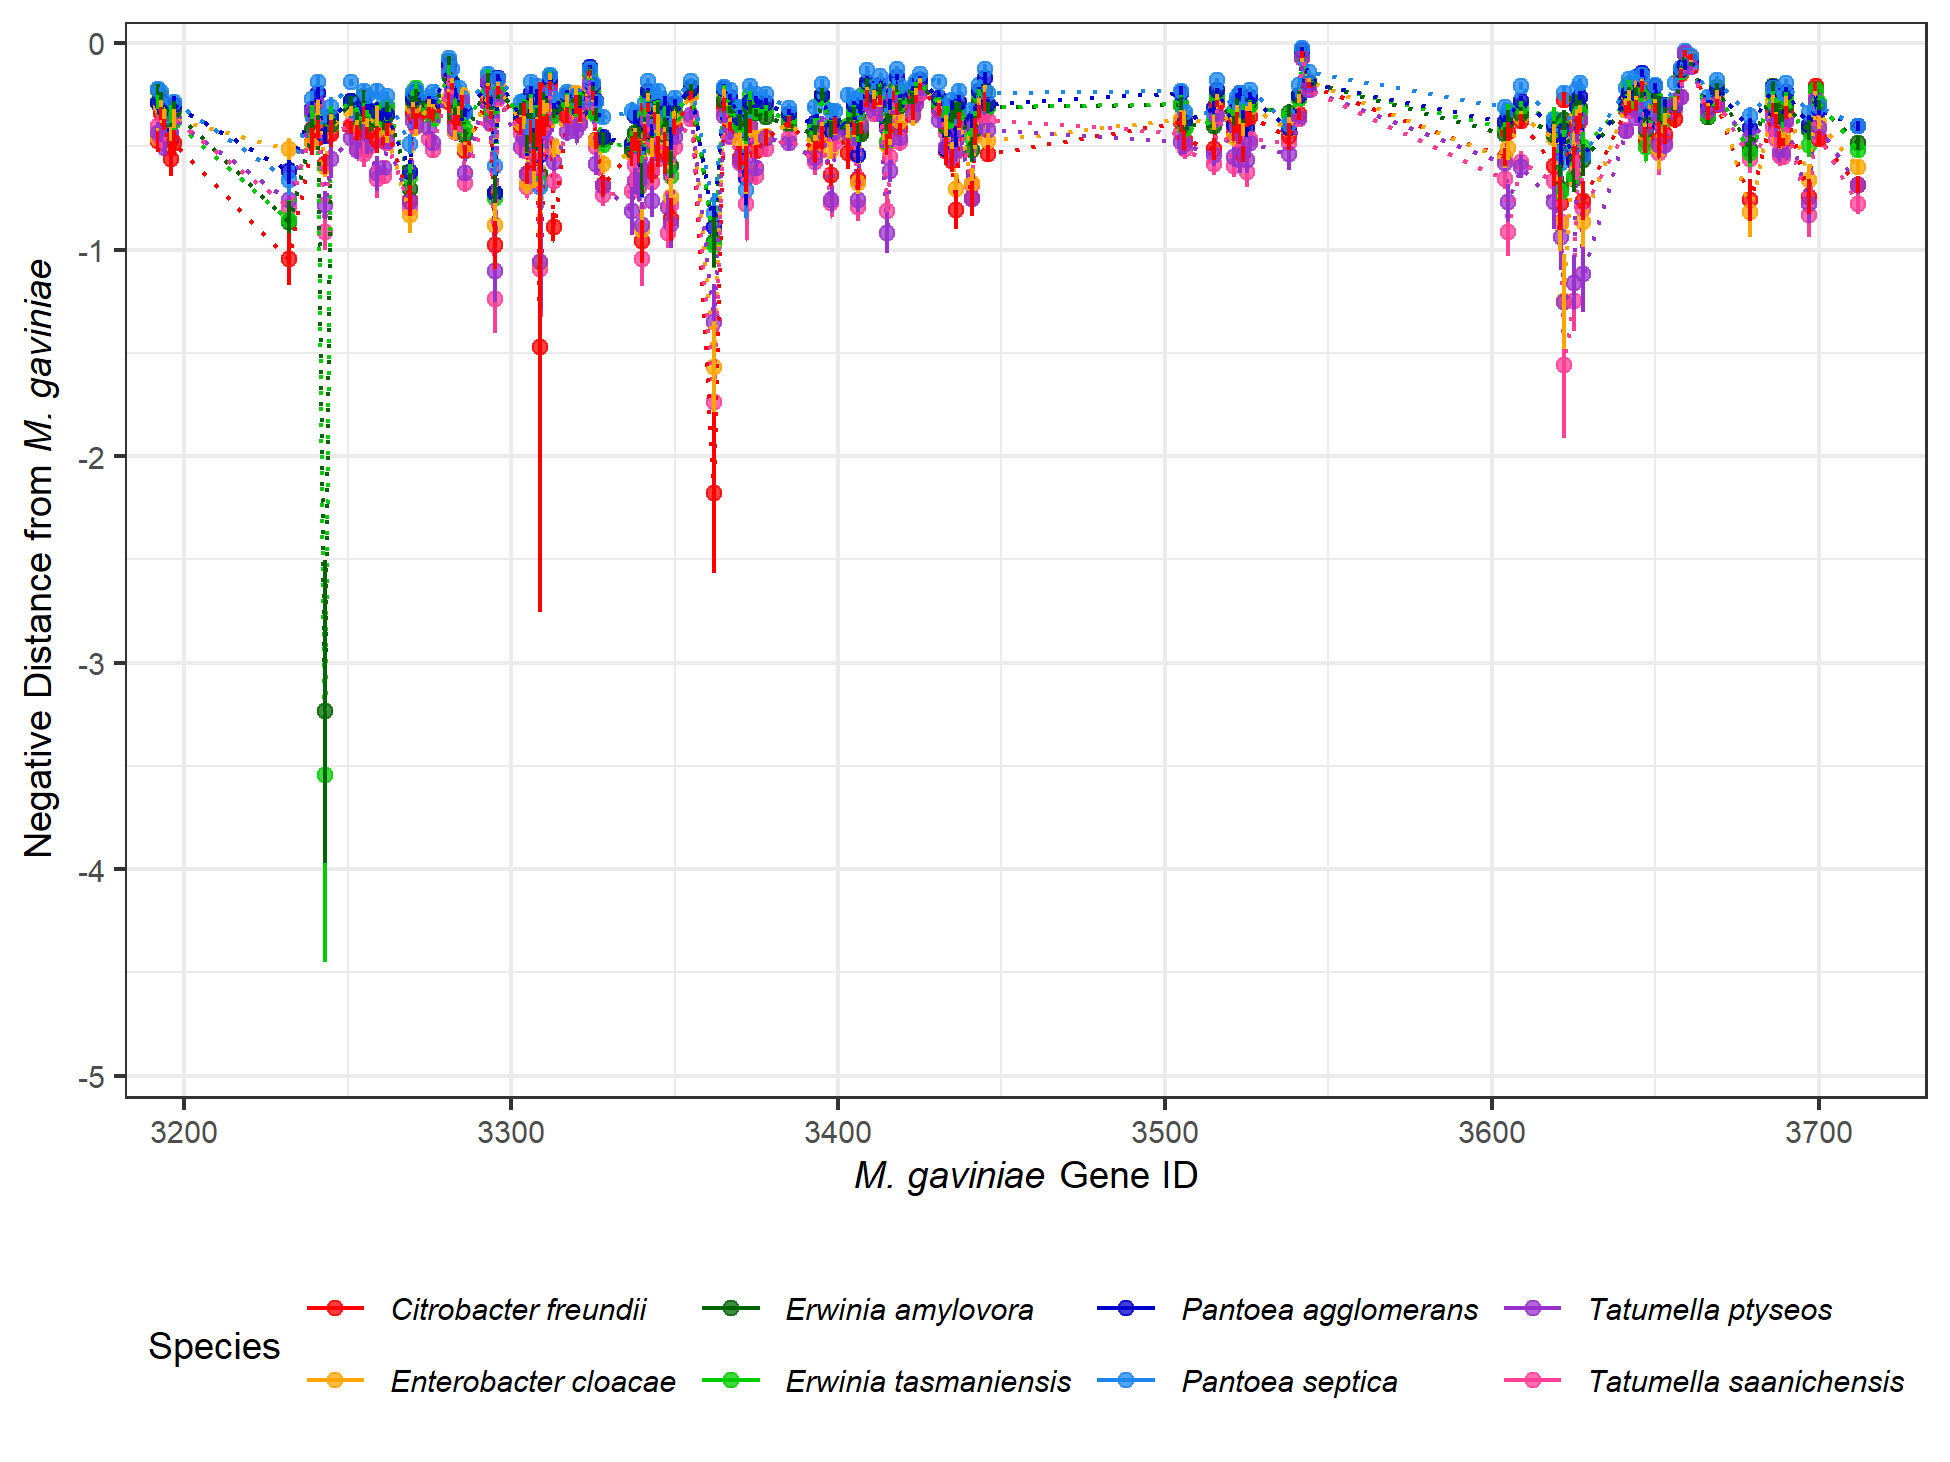 0
-1
-2
-3
-4
-5
Negative Distance from M. gaviniae
3200 3300 3400 3500 3600 3700
M. gaviniae Gene ID
Species
Citrobacter freundii Erwinia amylovora Pantoea agglomerans Tatumella ptyseos
Enterobacter cloacae Erwinia tasmaniensis Pantoea septica Tatumella saanichensis